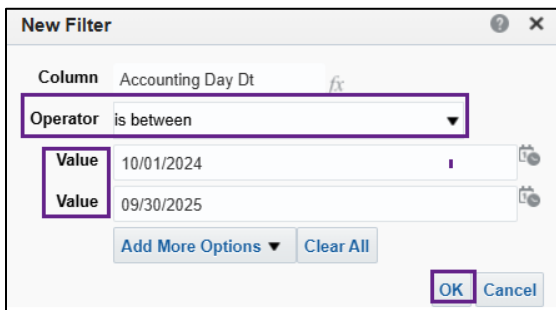 New Filter
Column Accounting Day Dt fx
Operator is between
Value 10/01/2024
Value 09/30/2025
Add More Options Clear All
OK Cancel